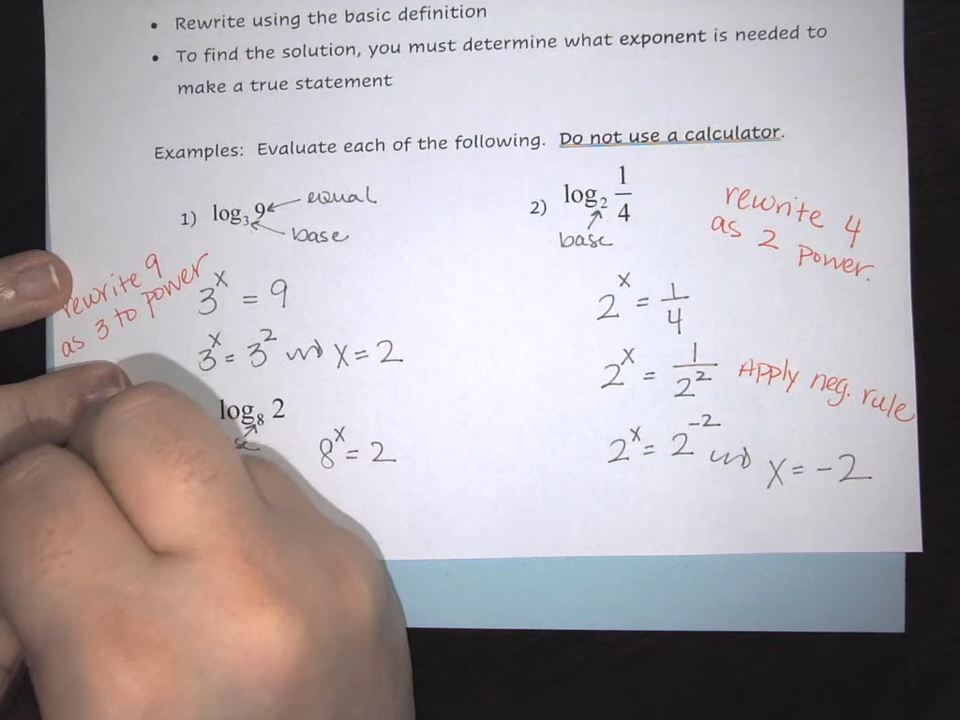 • Rewrite using the basic definition
• To find the solution, you must determine what exponent is needed to
make a true statement
Examples: Evaluate each of the following. Do not use a calculator.
1) log₃ 9 ← equal
base
rewrite 9
as 3 to power
3ˣ = 9
3ˣ = 3² x = 2
2) log₂ 1/4
base
rewrite 4
as 2 power.
2ˣ = 1/4
2ˣ = 1/2² Apply neg. rule
2ˣ = 2⁻² x = -2
log₈ 2
8ˣ = 2